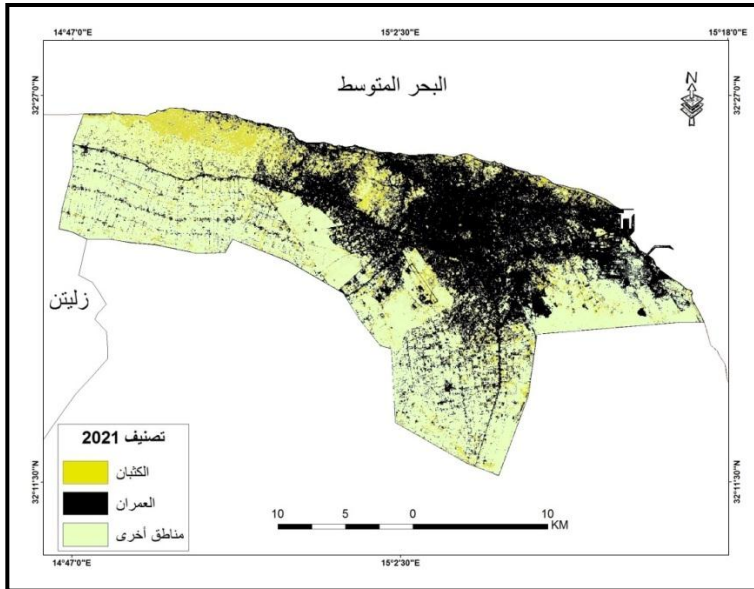 14°47'0"E 15°2'30"E 15°18'0"E
32°27'0"N 32°27'0"N
البحر المتوسط
N
زليتن
تصنيف 2021
الكثبان
العمران
مناطق أخرى
10 5 0 10
KM
32°11'30"N 32°11'30"N
14°47'0"E 15°2'30"E 15°18'0"E